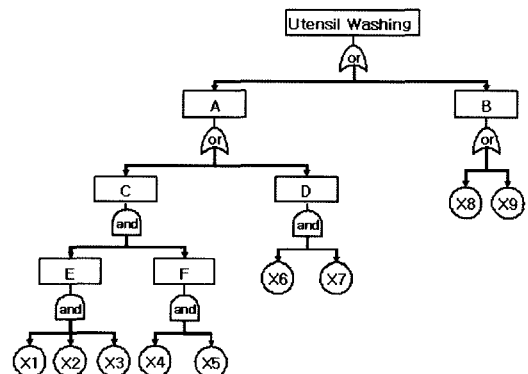 Utensil Washing
or
A
B
or
or
C
D
and
and
X8
X9
E
F
X6
X7
and
and
X1
X2
X3
X4
X5